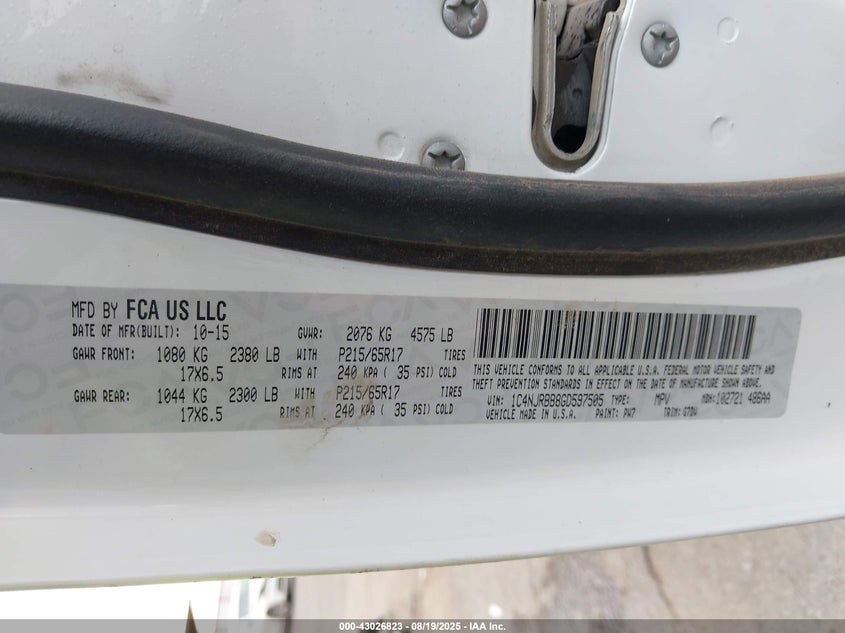 MFD BY FCA US LLC
DATE OF MFR(BUILT): 10-15 GVWR: 2076 KG 4575 LB
GAWR FRONT: 1080 KG 2380 LB WITH P215/65R17 TIRES
17X6.5 RIMS AT 240 KPA ( 35 PSI) COLD
GAWR REAR: 1044 KG 2300 LB WITH P215/65R17 TIRES
17X6.5 RIMS AT 240 KPA ( 35 PSI) COLD
THIS VEHICLE CONFORMS TO ALL APPLICABLE U.S.A. FEDERAL MOTOR VEHICLE SAFETY AND
THEFT PREVENTION STANDARDS IN EFFECT ON THE DATE OF MANUFACTURE SHOWN ABOVE.
VIN: 1C4NJRBB8GD597505 TYPE: MPV MDH: 102721 486AA
VEHICLE MADE IN U.S.A. PAINT: PW7 TRIM:
000-43026823 - 08/19/2025 - IAA Inc.